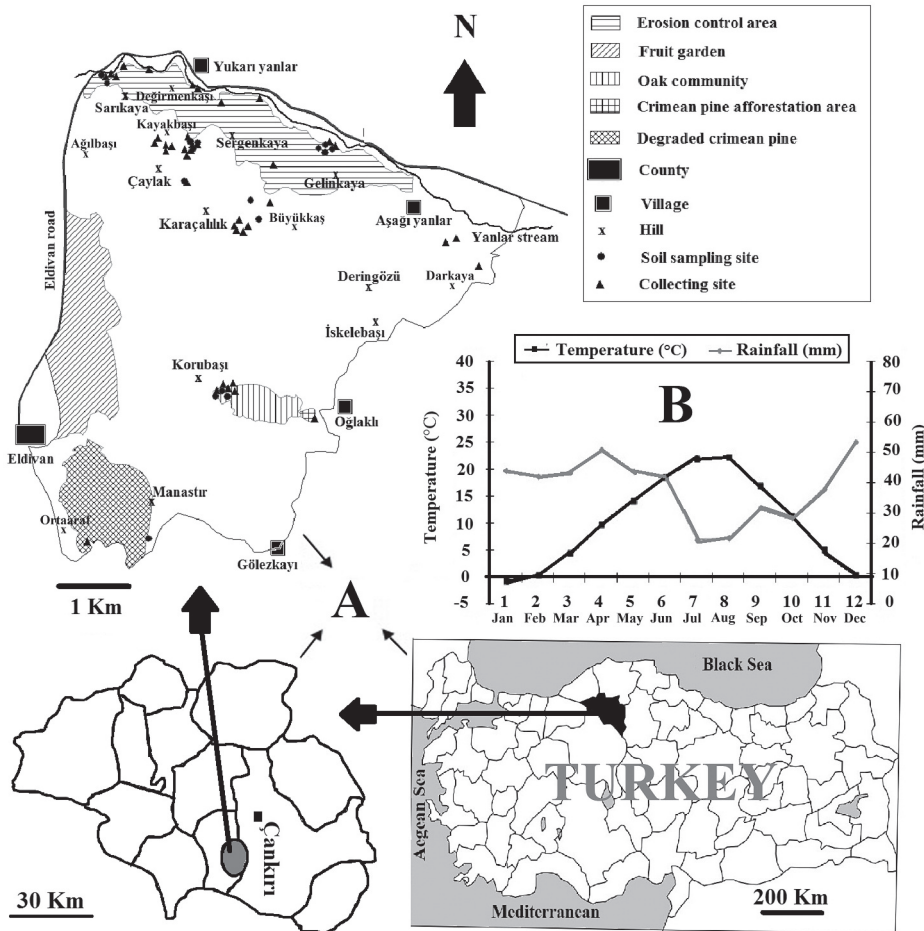 N
Erosion control area
Fruit garden
Oak community
Crimean pine afforestation area
Degraded crimean pine
County
Village
Hill
Soil sampling site
Collecting site
Yukarı yanlar
Değirmenkaşı
Sarıkaya
Kayakbaşı
Ağılbaşı
Sergenkaya
Çaylak
Gelinkaya
Karaçalılık
Büyükkaş
Aşağı yanlar
Yanlar stream
Eldivan road
Deringözü
Darkaya
İskelebaşı
Korubaşı
Oğlaklı
Eldivan
Manastır
Ortaaraf
Gölezkayı
1 Km
A
Temperature (°C)
Rainfall (mm)
B
Temperature (°C)
40
35
30
25
20
15
10
5
0
-5
Rainfall (mm)
80
70
60
50
40
30
20
10
0
1 2 3 4 5 6 7 8 9 10 11 12
Jan Feb Mar Apr May Jun Jul Aug Sep Oct Nov Dec
Çankırı
30 Km
Black Sea
TURKEY
Aegean Sea
Mediterranean
200 Km